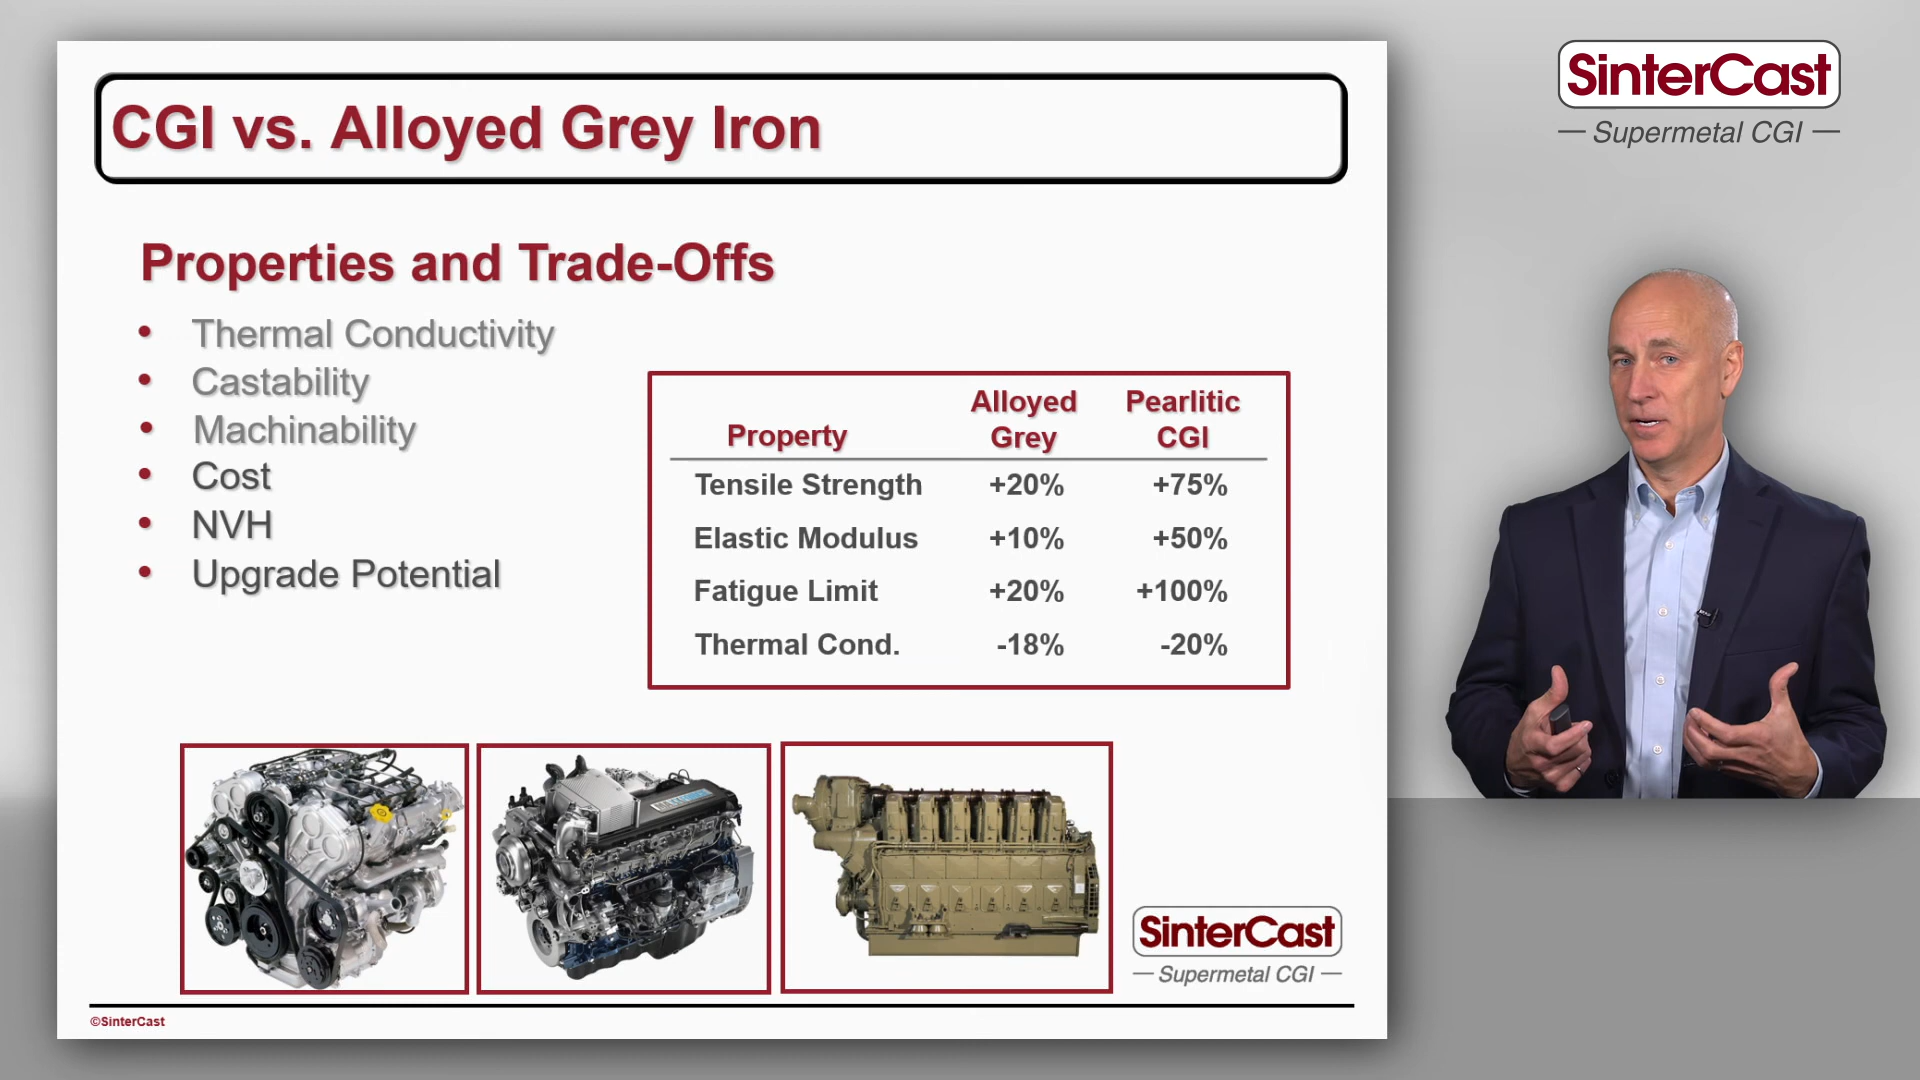 CGI vs. Alloyed Grey Iron
SinterCast
— Supermetal CGI —
Properties and Trade-Offs
• Thermal Conductivity
• Castability
• Machinability
• Cost
• NVH
• Upgrade Potential
Property Alloyed Grey Pearlitic CGI
Tensile Strength +20% +75%
Elastic Modulus +10% +50%
Fatigue Limit +20% +100%
Thermal Cond. -18% -20%
SinterCast
— Supermetal CGI —
©SinterCast